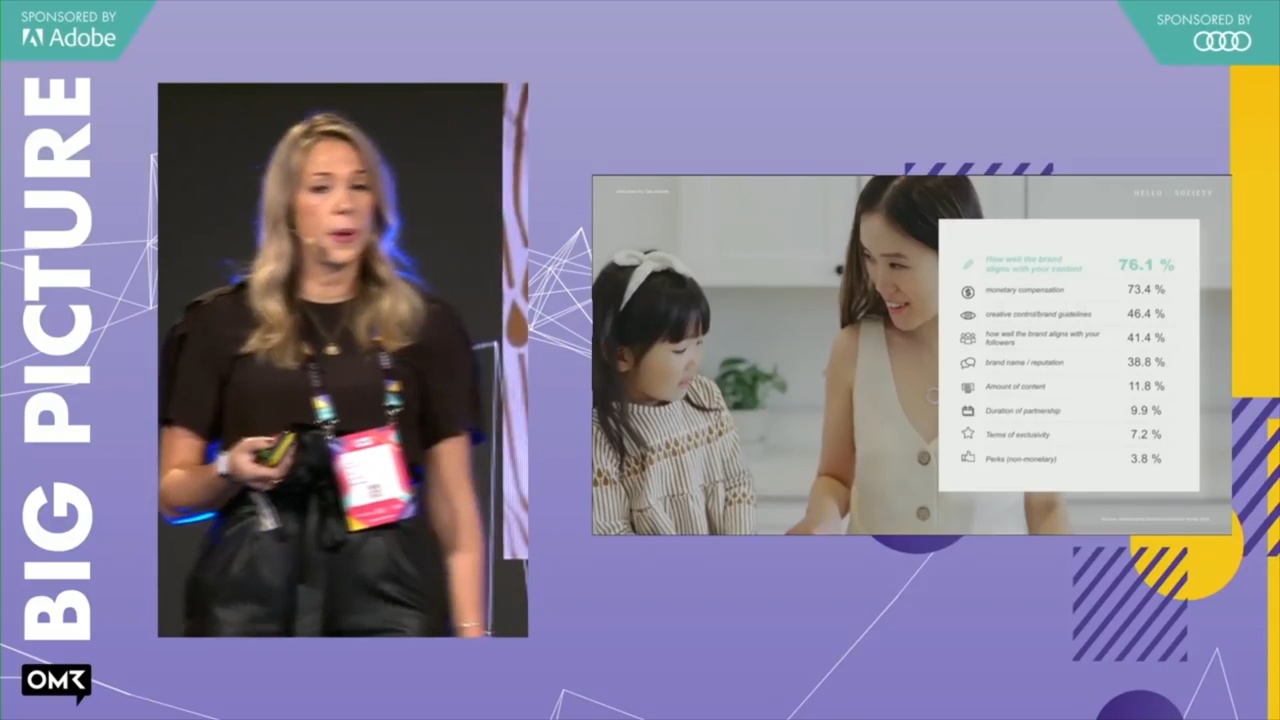 SPONSORED BY
Adobe
SPONSORED BY
BIG PICTURE
HELLO SOCIETY
How well the brand
aligns with your content 76.1 %
monetary compensation 73.4 %
creative control/brand guidelines 46.4 %
how well the brand aligns with your
followers 41.4 %
brand name / reputation 38.8 %
Amount of content 11.8 %
Duration of partnership 9.9 %
Terms of exclusivity 7.2 %
Perks (non-monetary) 3.8 %
OMR